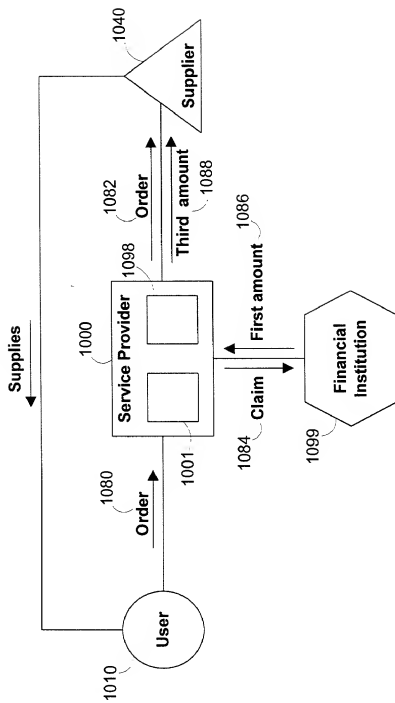 Supplies
1040
Supplier
1082
Order
Third amount
1088
1000
1098
Service Provider
1001
1086
First amount
Claim
1084
Financial
Institution
1099
1080
Order
User
1010